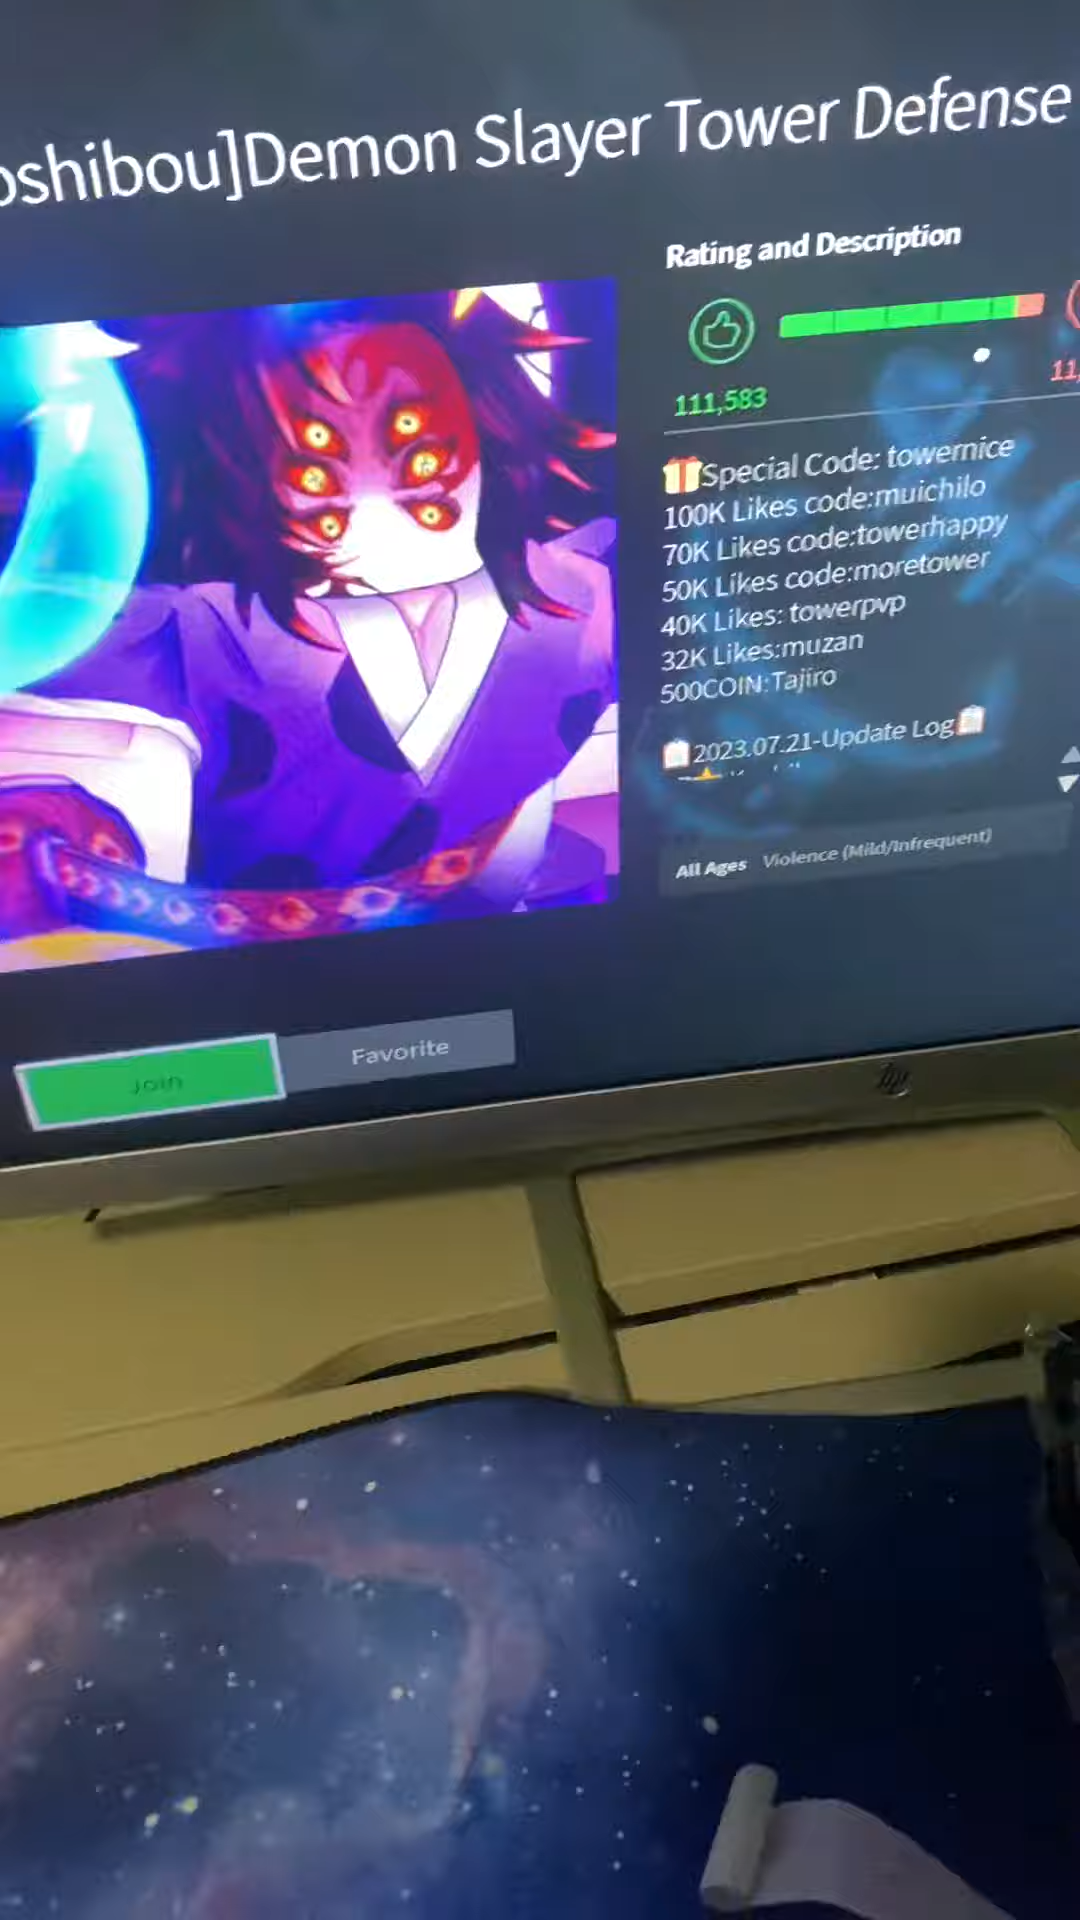 oshibou]Demon Slayer Tower Defense
Rating and Description
111,583
11,
Special Code: towernice
100K Likes code:muichilo
70K Likes code:towerhappy
50K Likes code:moretower
40K Likes: towerpvp
32K Likes:muzan
500COIN:Tajiro
2023.07.21-Update Log
All Ages Violence (Mild/Infrequent)
Join
Favorite
hp